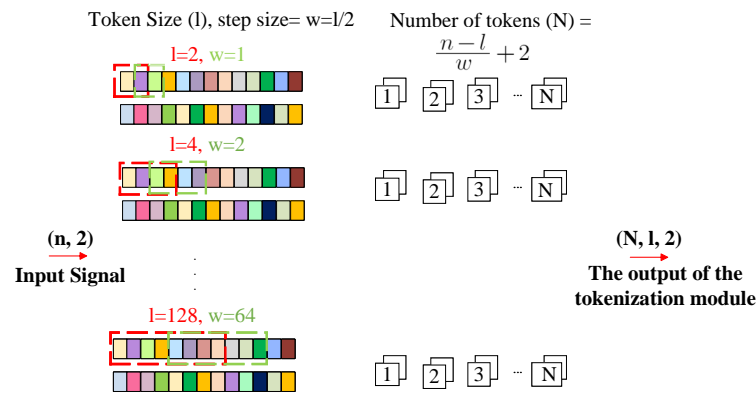 Token Size (l), step size= w=l/2
Number of tokens (N) =
\frac{n-l}{w} + 2
l=2, w=1
1 2 3 ... N
l=4, w=2
1 2 3 ... N
(n, 2)
Input Signal
(N, l, 2)
The output of the
tokenization module
l=128, w=64
1 2 3 ... N